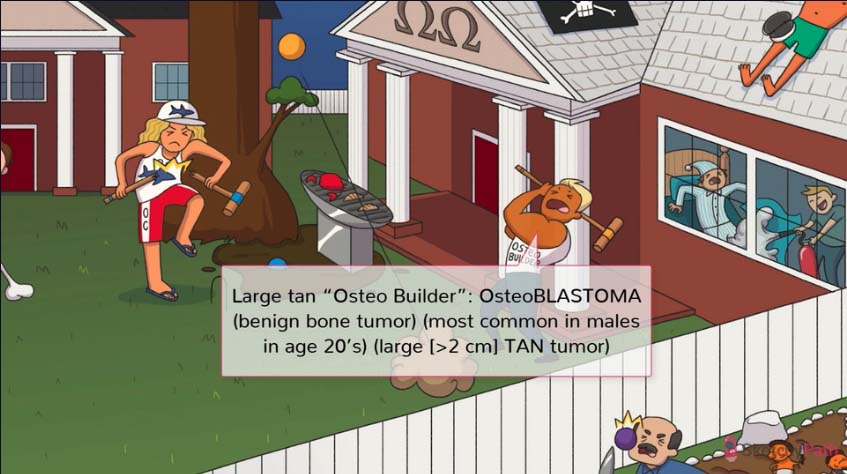 ΩΩ
OC
OSTEO
BUILDER
Large tan “Osteo Builder”: OsteoBLASTOMA
(benign bone tumor) (most common in males
in age 20’s) (large [>2 cm] TAN tumor)
SketchyPath